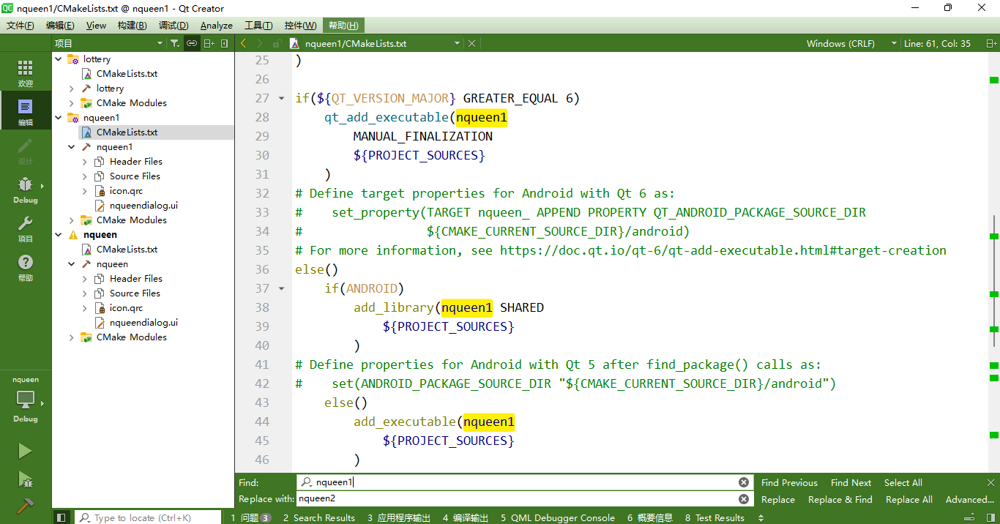 nqueen1/CMakeLists.txt @ nqueen1 - Qt Creator
文件(F) 编辑(E) View 构建(B) 调试(D) Analyze 工具(T) 控件(W) 帮助(H)
项目 nqueen1/CMakeLists.txt Windows (CRLF) Line: 61, Col: 35
欢迎
编辑
设计
Debug
项目
帮助
nqueen
Debug
lottery
CMakeLists.txt
lottery
CMake Modules
nqueen1
CMakeLists.txt
nqueen1
Header Files
Source Files
icon.qrc
nqueendialog.ui
CMake Modules
nqueen
CMakeLists.txt
nqueen
Header Files
Source Files
icon.qrc
nqueendialog.ui
CMake Modules
25 )
26
27 if(${QT_VERSION_MAJOR} GREATER_EQUAL 6)
28 qt_add_executable(nqueen1
29 MANUAL_FINALIZATION
30 ${PROJECT_SOURCES}
31 )
32 # Define target properties for Android with Qt 6 as:
33 # set_property(TARGET nqueen_ APPEND PROPERTY QT_ANDROID_PACKAGE_SOURCE_DIR
34 # ${CMAKE_CURRENT_SOURCE_DIR}/android)
35 # For more information, see https://doc.qt.io/qt-6/qt-add-executable.html#target-creation
36 else()
37 if(ANDROID)
38 add_library(nqueen1 SHARED
39 ${PROJECT_SOURCES}
40 )
41 # Define properties for Android with Qt 5 after find_package() calls as:
42 # set(ANDROID_PACKAGE_SOURCE_DIR "${CMAKE_CURRENT_SOURCE_DIR}/android")
43 else()
44 add_executable(nqueen1
45 ${PROJECT_SOURCES}
46 )
Find: nqueen1 Find Previous Find Next Select All
Replace with: nqueen2 Replace Replace & Find Replace All Advanced...
Type to locate (Ctrl+K) 1 问题 3 2 Search Results 3 应用程序输出 4 编译输出 5 QML Debugger Console 6 概要信息 8 Test Results